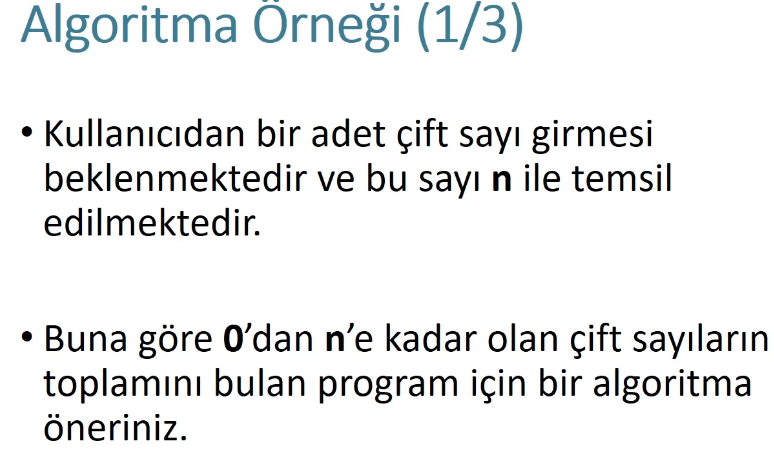 Algoritma Örneği (1/3)
• Kullanıcıdan bir adet çift sayı girmesi
beklenmektedir ve bu sayı n ile temsil
edilmektedir.
• Buna göre 0’dan n’e kadar olan çift sayıların
toplamını bulan program için bir algoritma
öneriniz.